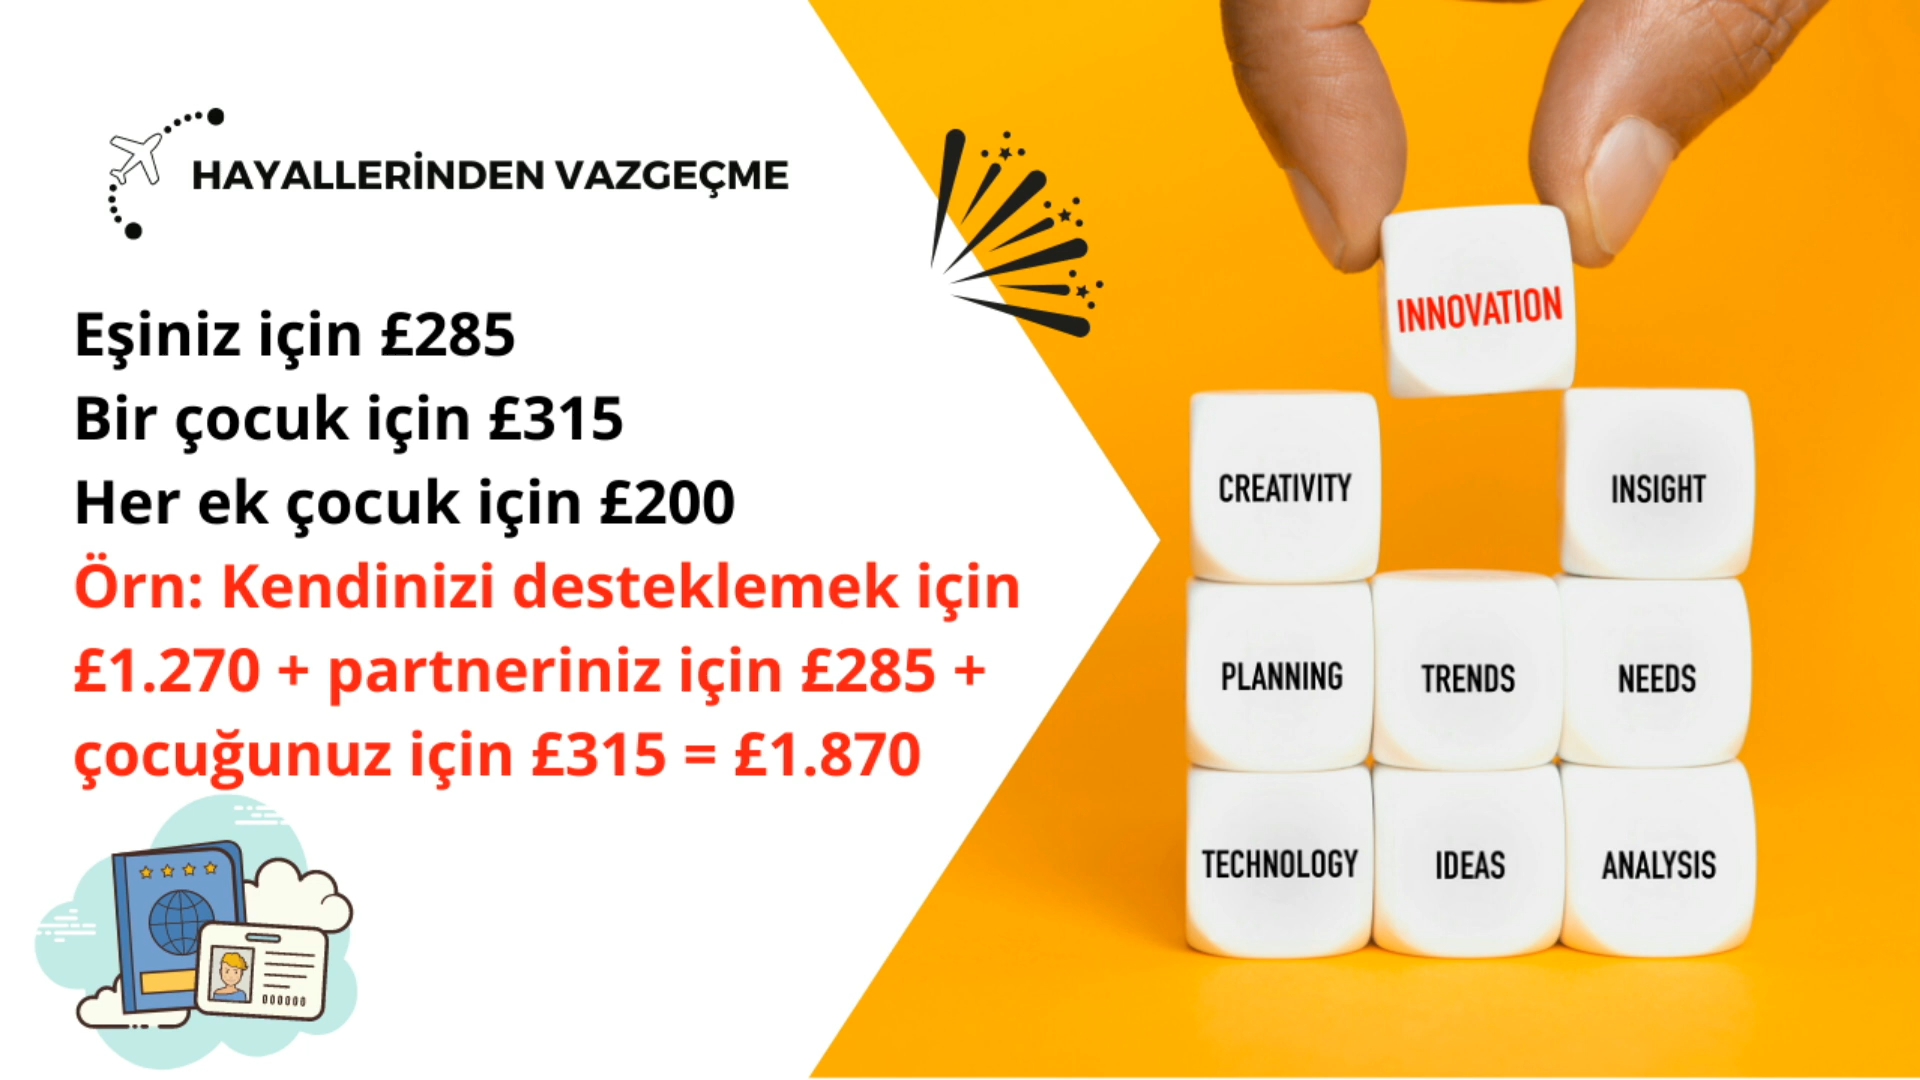 HAYALLERİNDEN VAZGEÇME
Eşiniz için £285
Bir çocuk için £315
Her ek çocuk için £200
Örn: Kendinizi desteklemek için
£1.270 + partneriniz için £285 +
çocuğunuz için £315 = £1.870
INNOVATION
CREATIVITY
INSIGHT
PLANNING
TRENDS
NEEDS
TECHNOLOGY
IDEAS
ANALYSIS